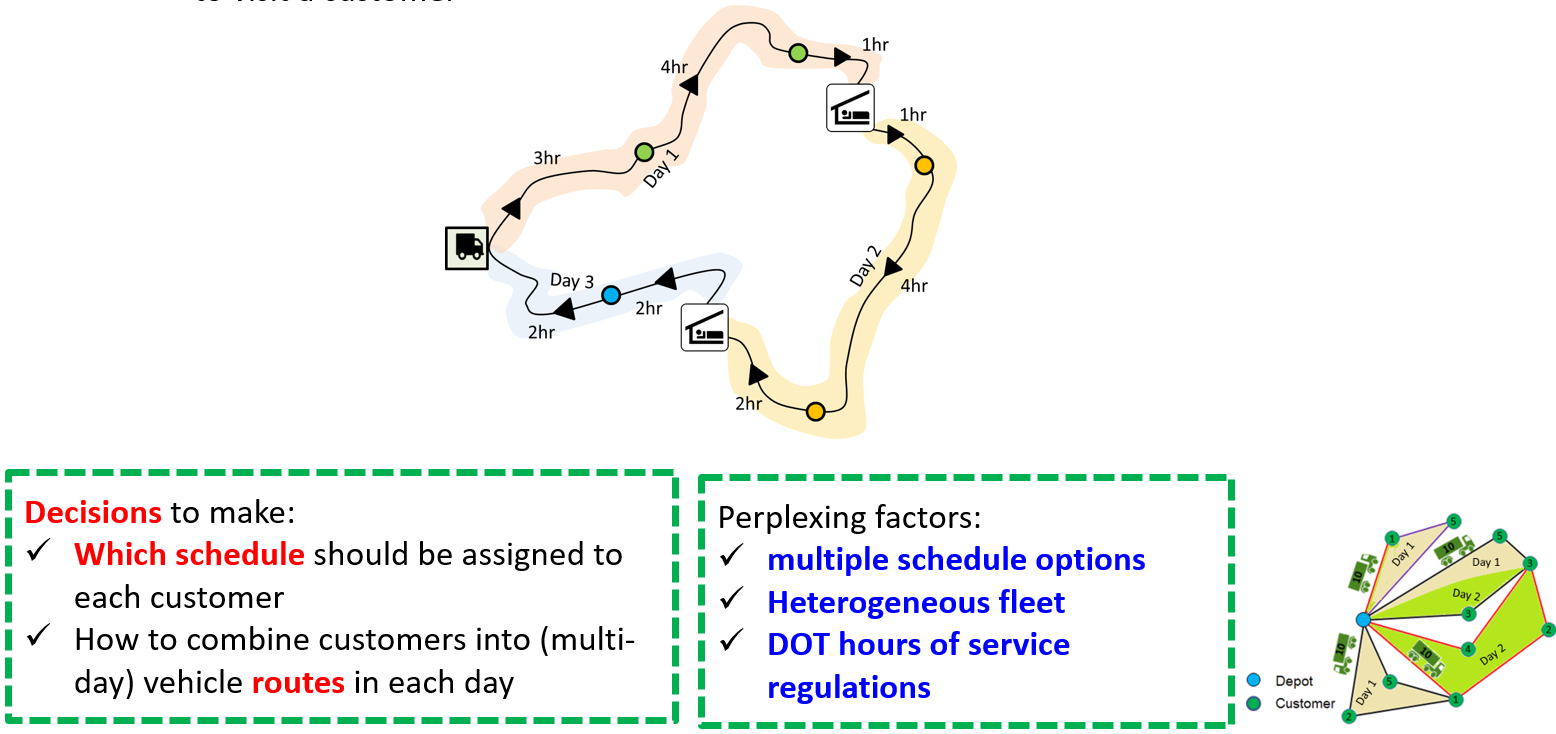 to visit a customer
1hr
4hr
1hr
3hr
Day 1
Day 2
4hr
Day 3
2hr
2hr
2hr
Decisions to make:
✓ Which schedule should be assigned to
each customer
✓ How to combine customers into (multi-
day) vehicle routes in each day
Perplexing factors:
✓ multiple schedule options
✓ Heterogeneous fleet
✓ DOT hours of service
regulations
5
1
5
Day 1
10
10
Day 1
3
Day 2
3
2
4
10
10
Day 2
5
Day 1
1
2
Depot
Customer